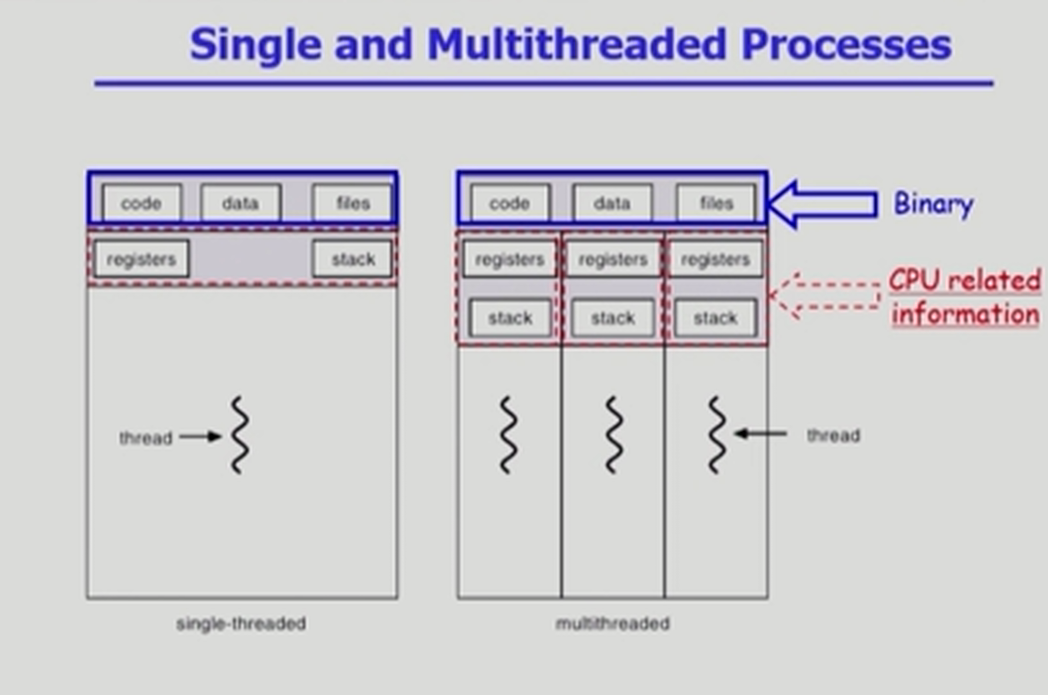 Single and Multithreaded Processes
code data files
code data files
Binary
registers stack
registers registers registers
CPU related
information
stack stack stack
thread
thread
single-threaded
multithreaded